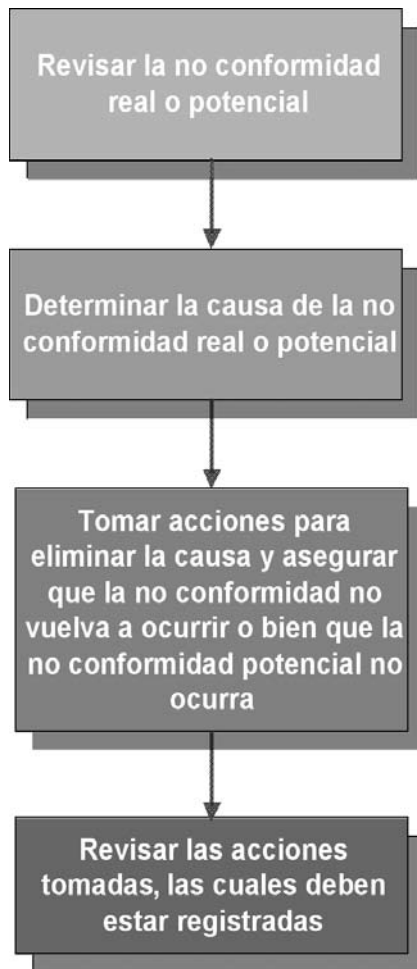 Revisar la no conformidad
real o potencial
Determinar la causa de la no
conformidad real o potencial
Tomar acciones para
eliminar la causa y asegurar
que la no conformidad no
vuelva a ocurrir o bien que la
no conformidad potencial no
ocurra
Revisar las acciones
tomadas, las cuales deben
estar registradas